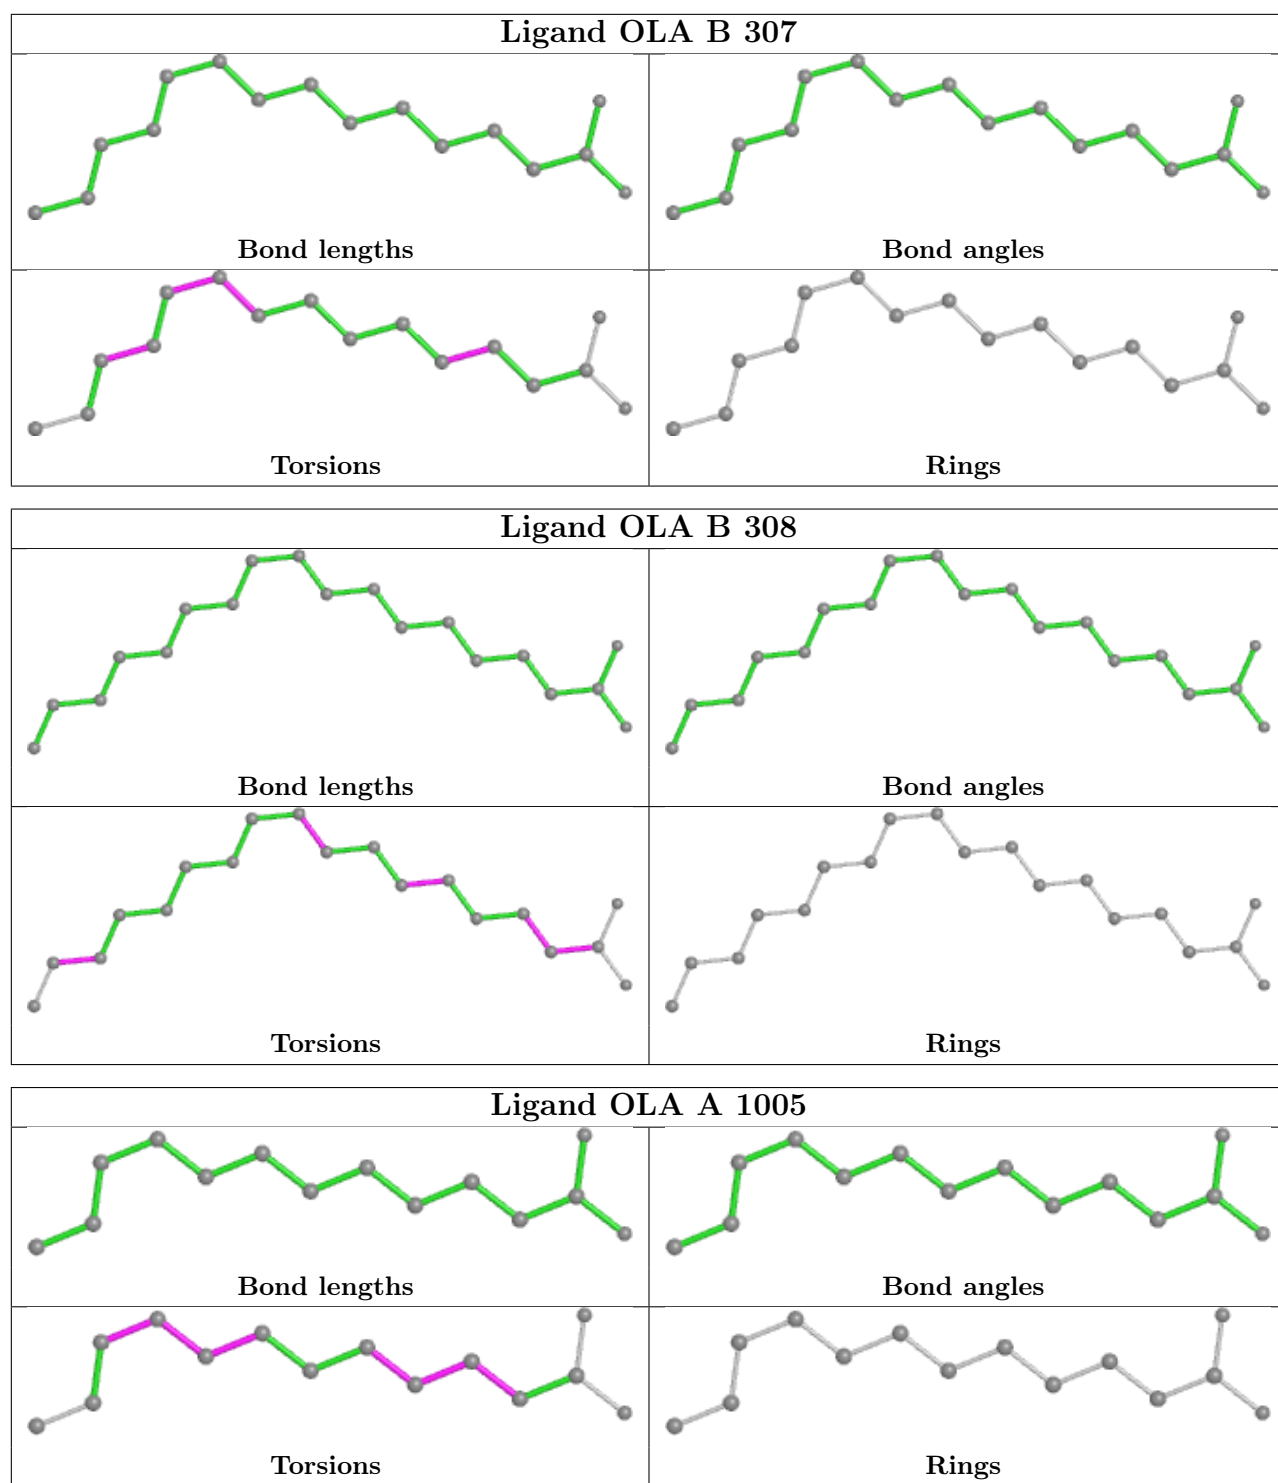 Ligand OLA B 307
Bond lengths
Bond angles
Torsions
Rings
Ligand OLA B 308
Bond lengths
Bond angles
Torsions
Rings
Ligand OLA A 1005
Bond lengths
Bond angles
Torsions
Rings